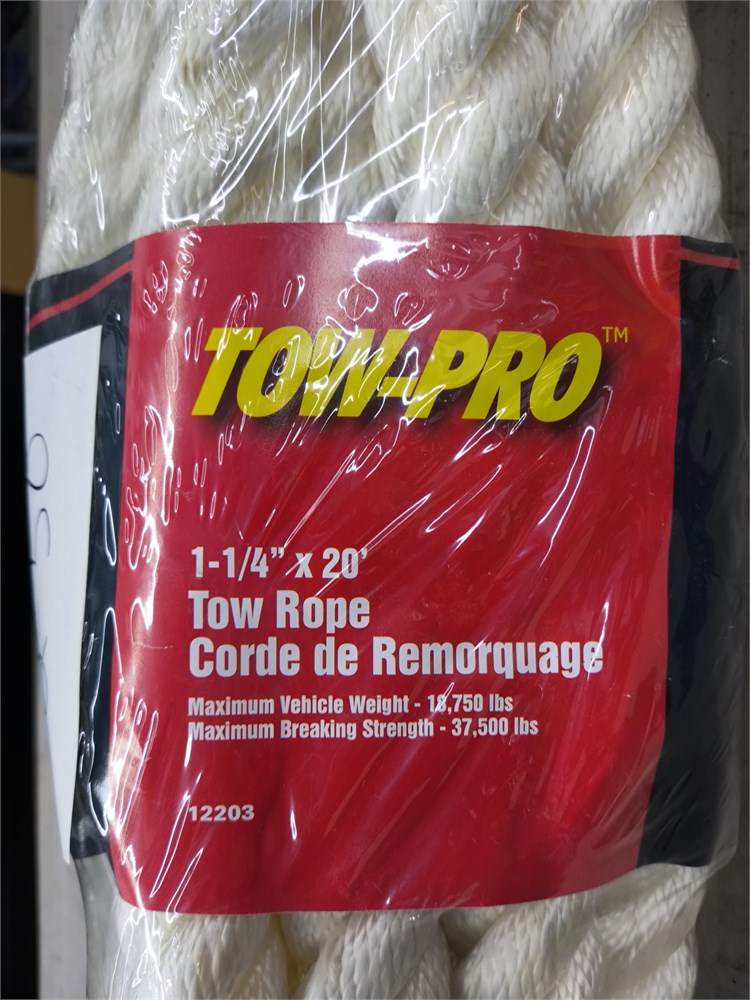 TOW-PRO™
1-1/4” x 20’
Tow Rope
Corde de Remorquage
Maximum Vehicle Weight - 18,750 lbs
Maximum Breaking Strength - 37,500 lbs
12203